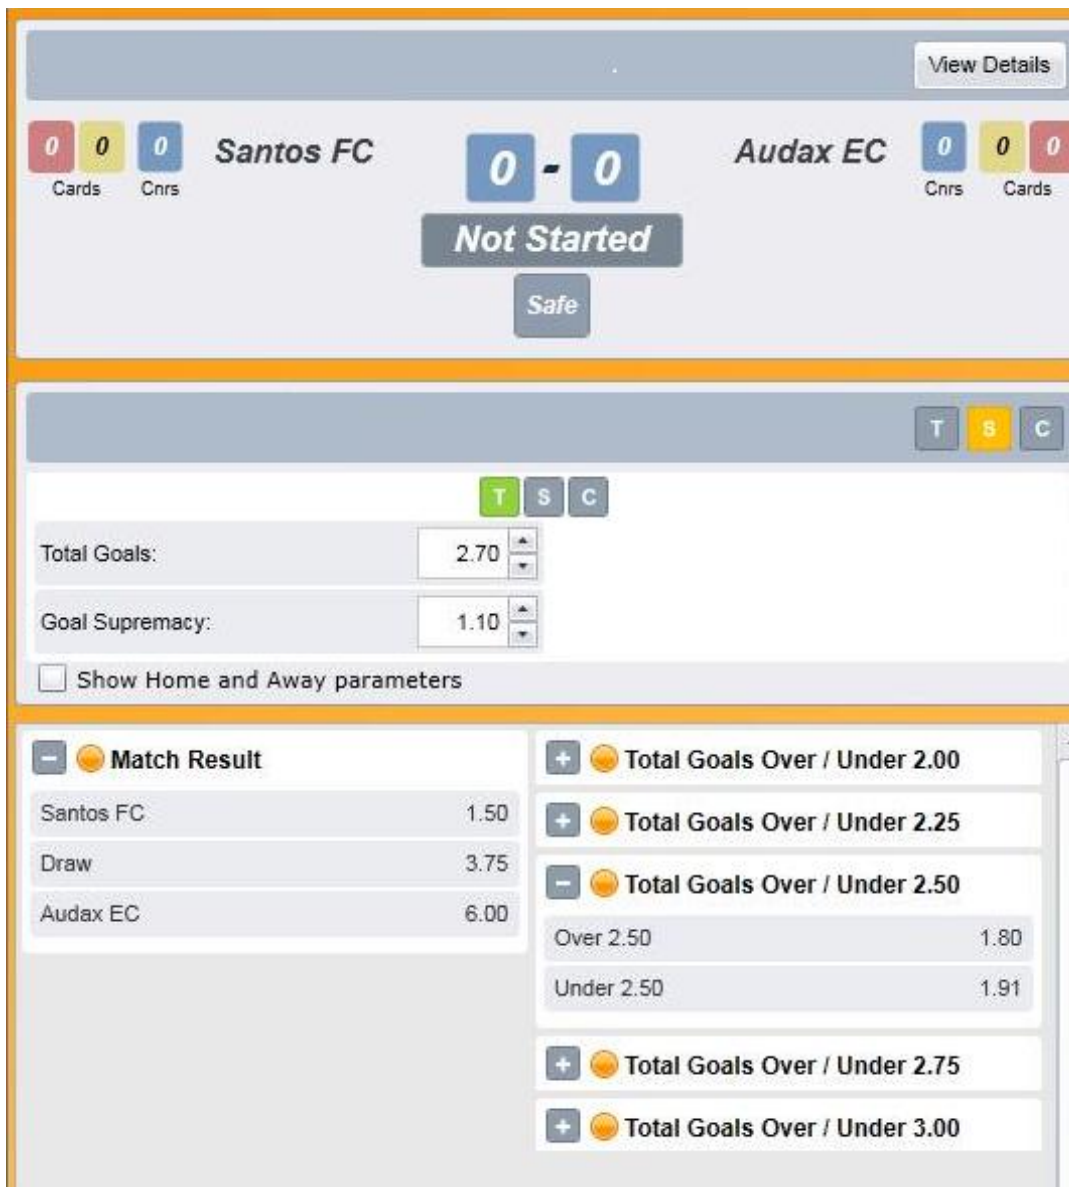 View Details
0 0 0 Santos FC 0 - 0 Audax EC 0 0 0
Cards Cnrs Cnrs Cards
Not Started
Safe
T S C
T S C
Total Goals: 2.70
Goal Supremacy: 1.10
Show Home and Away parameters
Match Result
Santos FC 1.50
Draw 3.75
Audax EC 6.00
Total Goals Over / Under 2.00
Total Goals Over / Under 2.25
Total Goals Over / Under 2.50
Over 2.50 1.80
Under 2.50 1.91
Total Goals Over / Under 2.75
Total Goals Over / Under 3.00